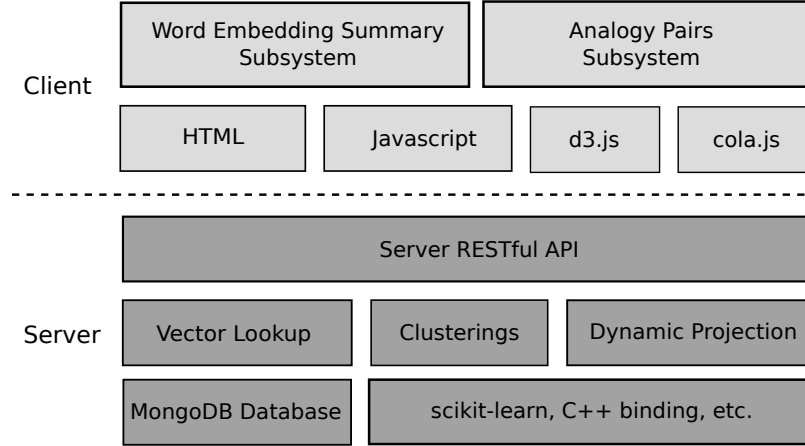 Word Embedding Summary
Subsystem
Analogy Pairs
Subsystem
Client
HTML
Javascript
d3.js
cola.js
Server RESTful API
Server
Vector Lookup
Clusterings
Dynamic Projection
MongoDB Database
scikit-learn, C++ binding, etc.